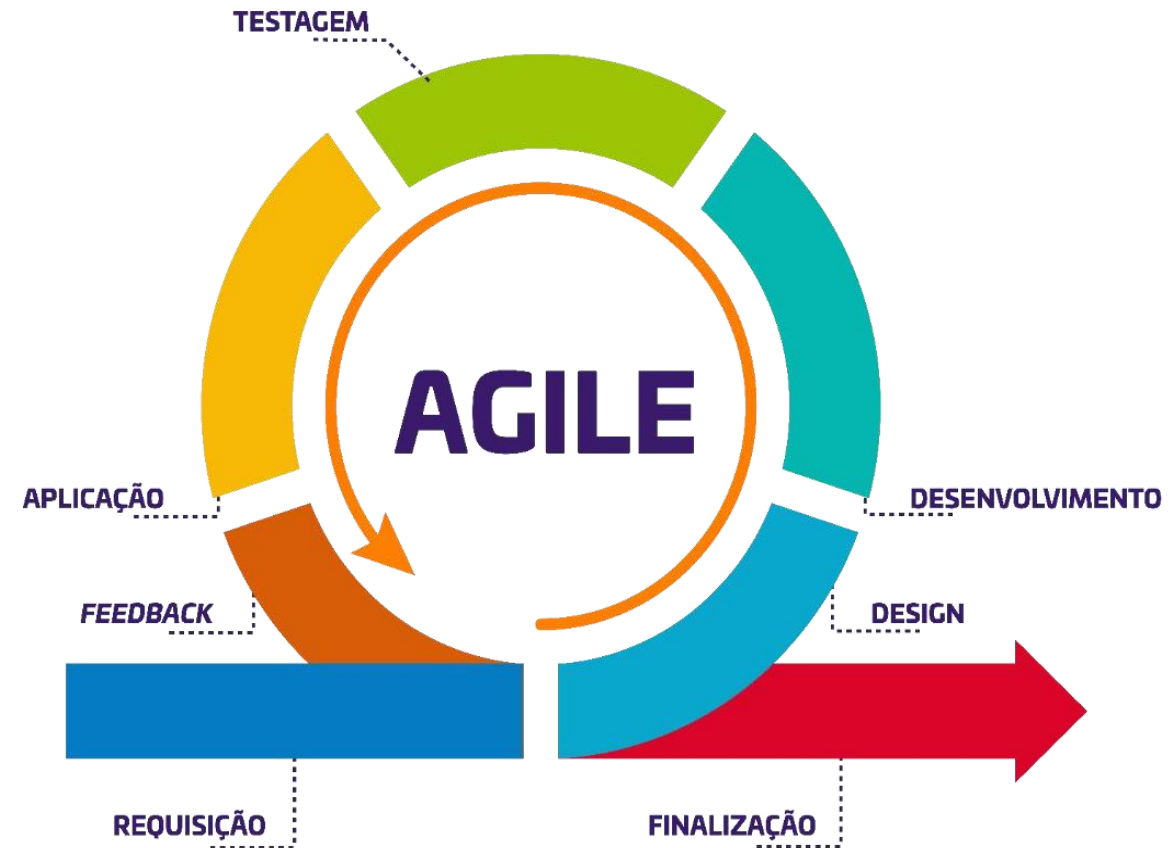 TESTAGEM
AGILE
APLICAÇÃO
DESENVOLVIMENTO
FEEDBACK
DESIGN
REQUISIÇÃO
FINALIZAÇÃO